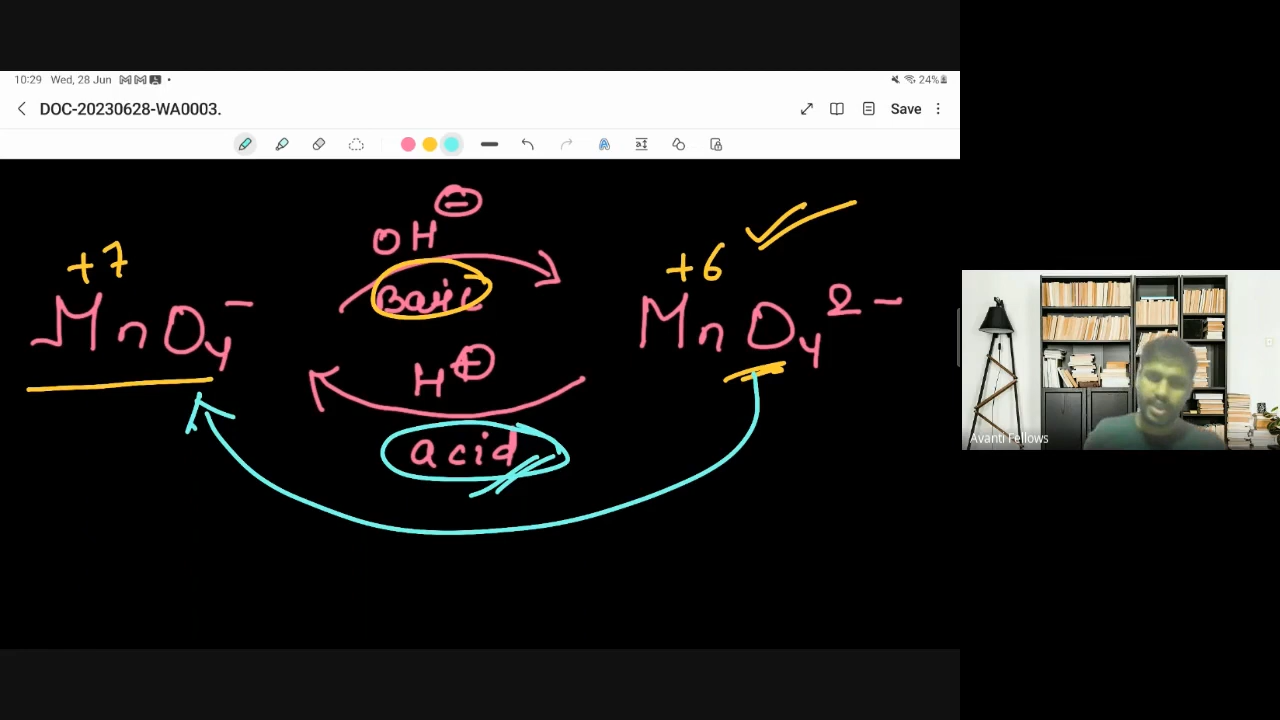 10:29 Wed, 28 Jun
24%
DOC-20230628-WA0003.
Save
OH⊖
+7
+6
Basic
MnO₄⁻
MnO₄²⁻
H⊕
acid
Avanti Fellows